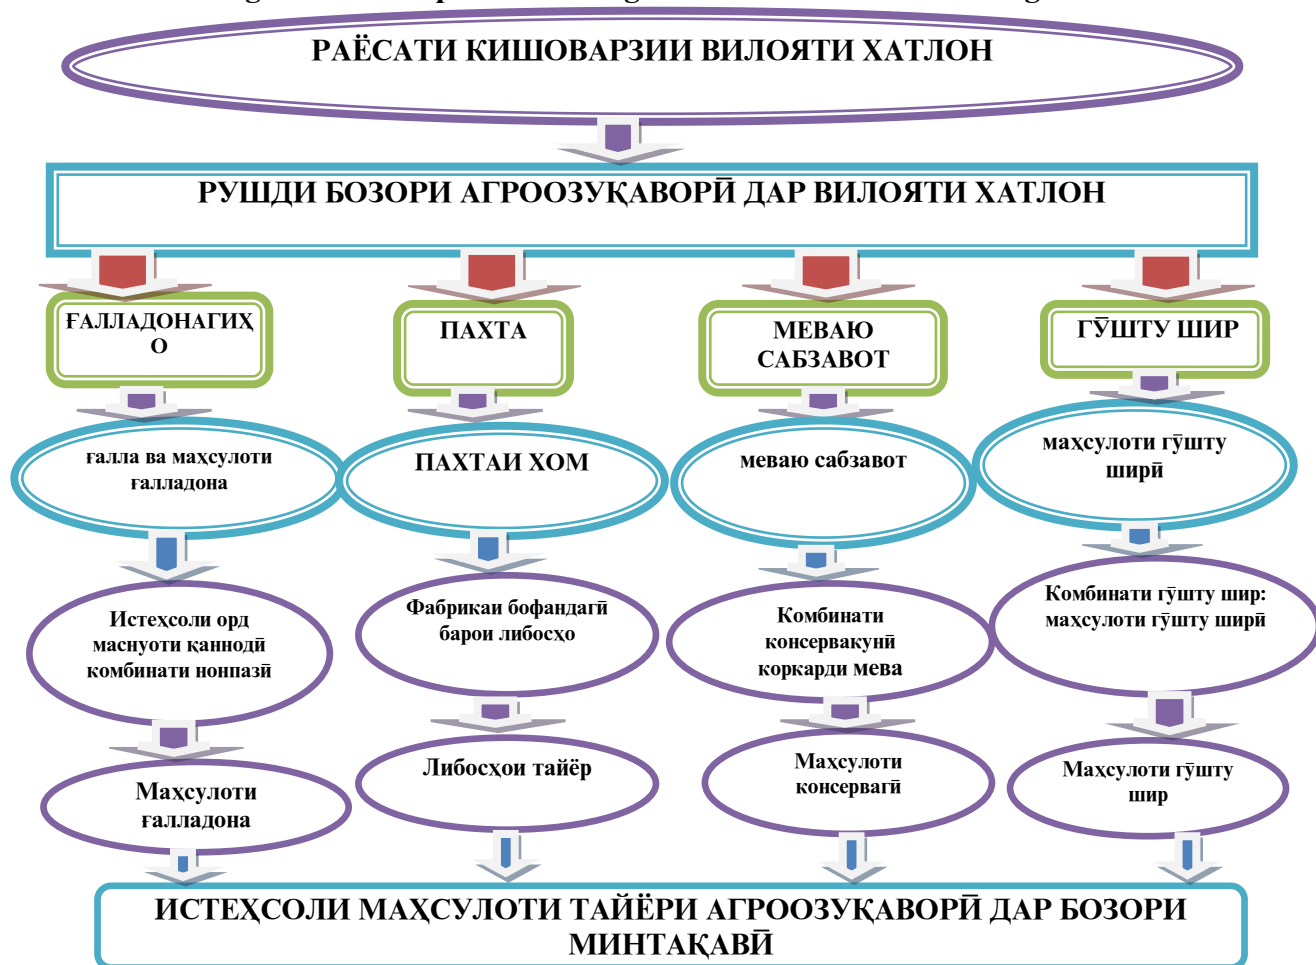 РАЁСАТИ КИШОВАРЗИИ ВИЛОЯТИ ХАТЛОН
РУШДИ БОЗОРИ АГРООЗУҚАВОРӢ ДАР ВИЛОЯТИ ХАТЛОН
ҒАЛЛАДОНАГИҲ
О
ПАХТА
МЕВАЮ
САБЗАВОТ
ГӮШТУ ШИР
ғалла ва маҳсулоти
ғалладона
ПАХТАИ ХОМ
меваю сабзавот
маҳсулоти гӯшту
ширӣ
Истеҳсоли орд
маснуоти қаннодӣ
комбинати нонпазӣ
Фабрикаи бофандагӣ
барои либосҳо
Комбинати
консервакунӣ
коркарди мева
Комбинати гӯшту шир:
маҳсулоти гӯшту ширӣ
Маҳсулоти
ғалладона
Либосҳои тайёр
Маҳсулоти
консервагӣ
Маҳсулоти гӯшту
шир
ИСТЕҲСОЛИ МАҲСУЛОТИ ТАЙЁРИ АГРООЗУҚАВОРӢ ДАР БОЗОРИ
МИНТАҚАВӢ